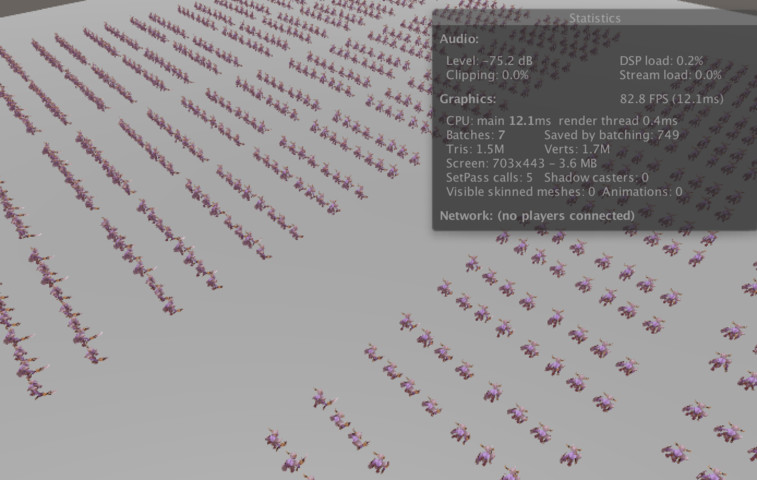 Statistics
Audio:
Level: -75.2 dB DSP load: 0.2%
Clipping: 0.0% Stream load: 0.0%
Graphics: 82.8 FPS (12.1ms)
CPU: main 12.1ms render thread 0.4ms
Batches: 7 Saved by batching: 749
Tris: 1.5M Verts: 1.7M
Screen: 703x443 - 3.6 MB
SetPass calls: 5 Shadow casters: 0
Visible skinned meshes: 0 Animations: 0
Network: (no players connected)